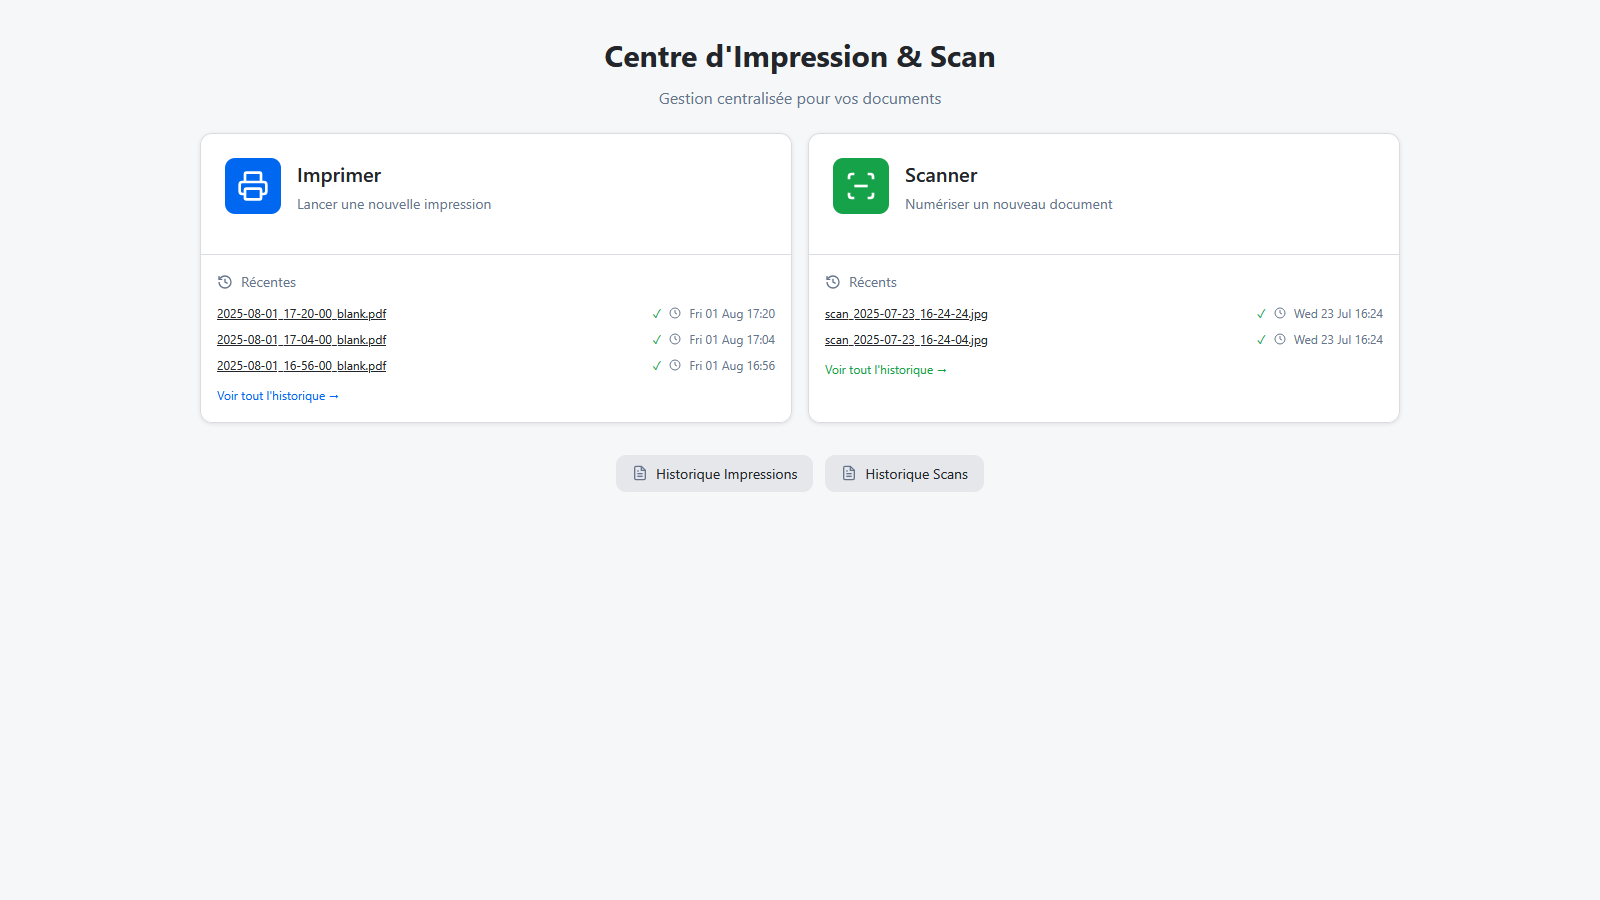 Centre d'Impression & Scan
Gestion centralisée pour vos documents
Imprimer
Lancer une nouvelle impression
Récentes
2025-08-01_17-20-00_blank.pdf ✓ Fri 01 Aug 17:20
2025-08-01_17-04-00_blank.pdf ✓ Fri 01 Aug 17:04
2025-08-01_16-56-00_blank.pdf ✓ Fri 01 Aug 16:56
Voir tout l'historique →
Scanner
Numériser un nouveau document
Récents
scan_2025-07-23_16-24-24.jpg ✓ Wed 23 Jul 16:24
scan_2025-07-23_16-24-04.jpg ✓ Wed 23 Jul 16:24
Voir tout l'historique →
Historique Impressions
Historique Scans